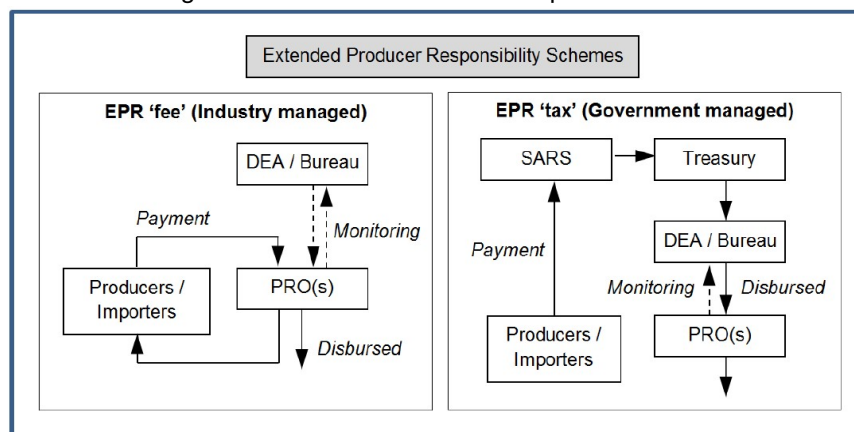 Extended Producer Responsibility Schemes
EPR 'fee' (Industry managed)
DEA / Bureau
Payment
Monitoring
Producers /
Importers
PRO(s)
Disbursed
EPR 'tax' (Government managed)
SARS
Treasury
Payment
DEA / Bureau
Monitoring
Disbursed
Producers /
Importers
PRO(s)